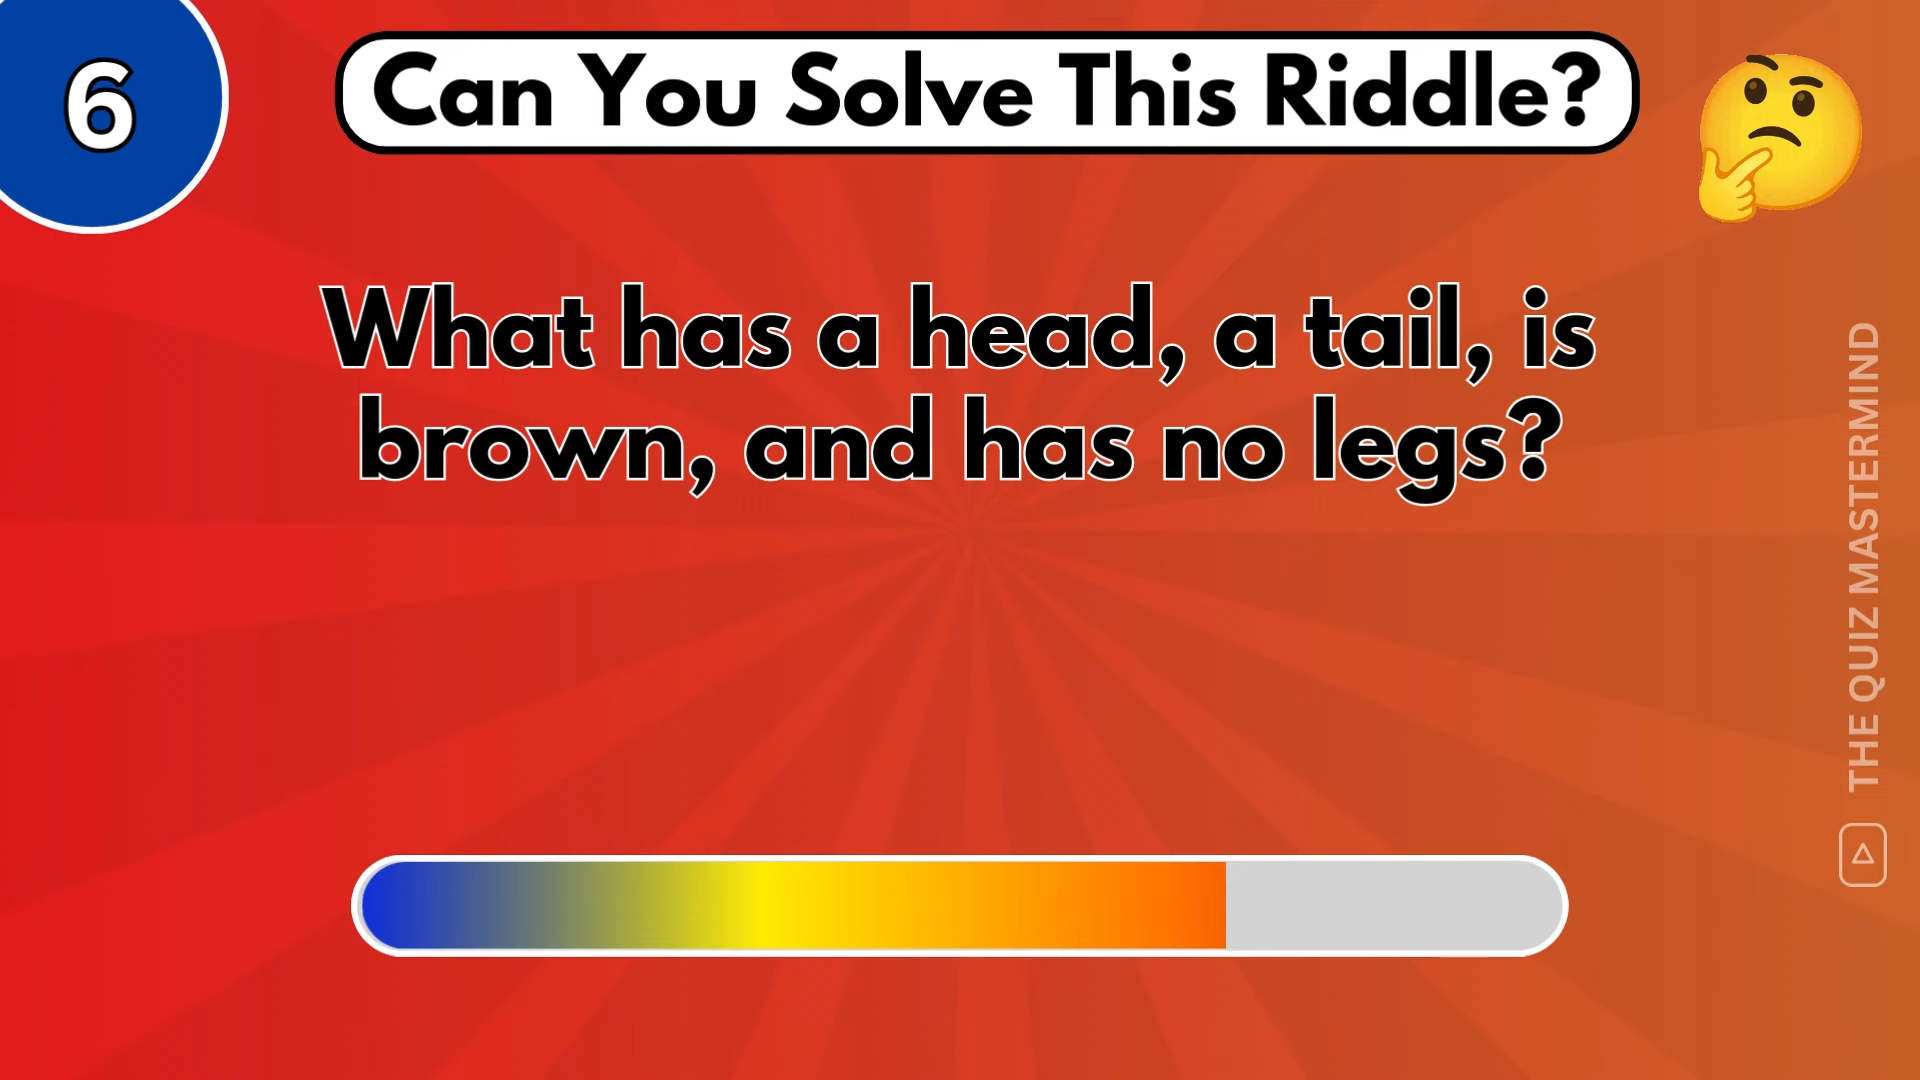 6
Can You Solve This Riddle?
What has a head, a tail, is
brown, and has no legs?
THE QUIZ MASTERMIND